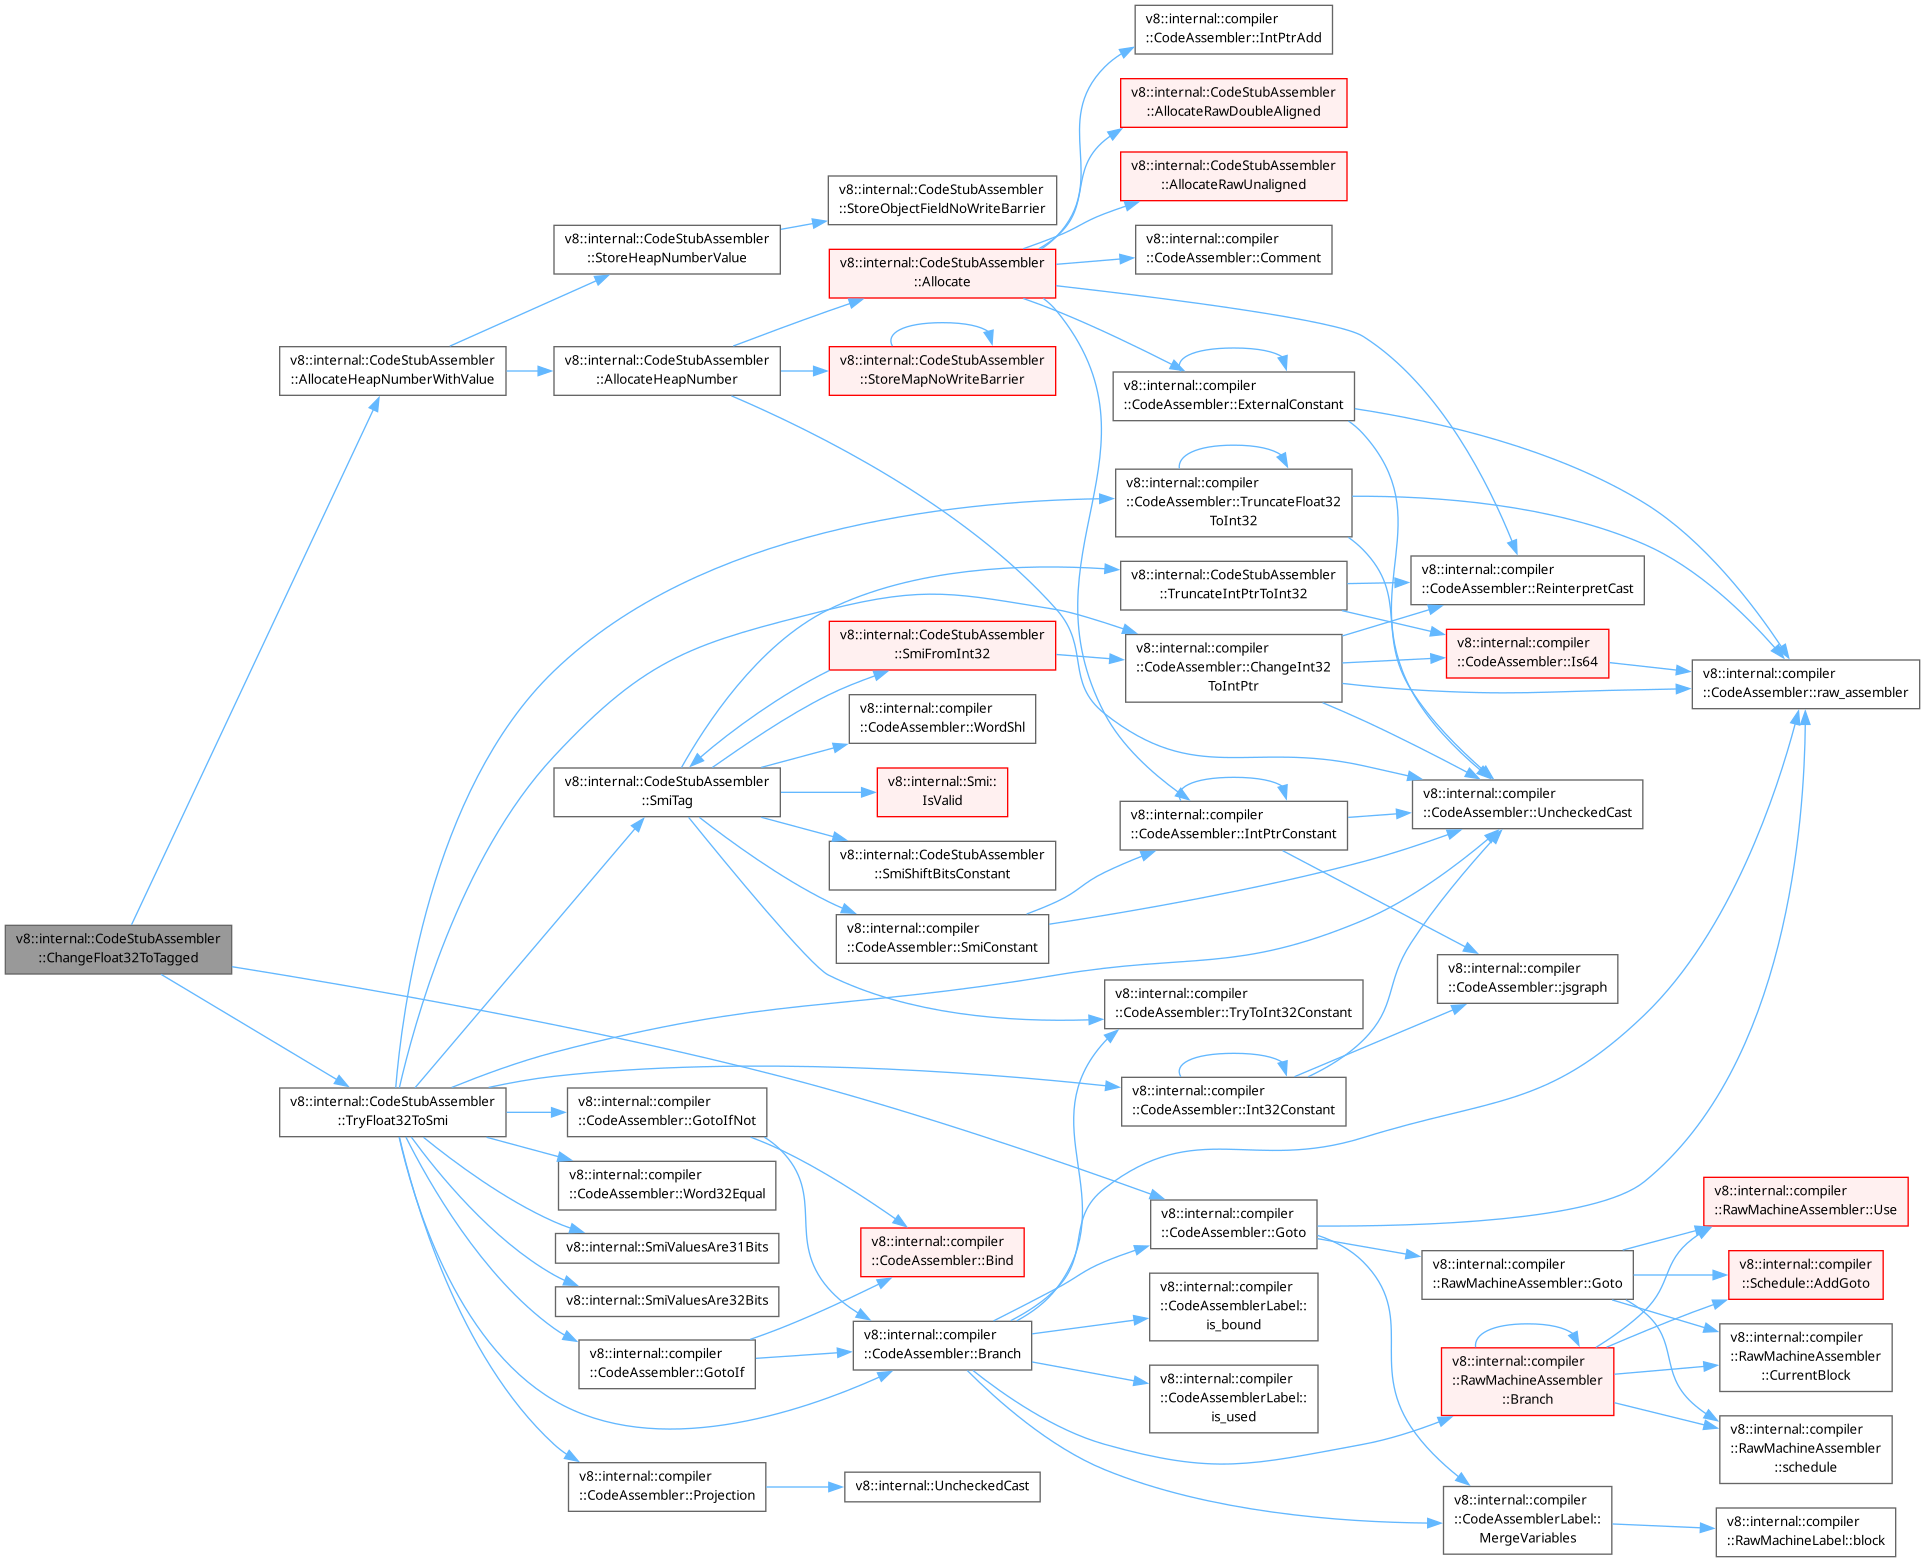 v8::internal::CodeStubAssembler
::ChangeFloat32ToTagged
v8::internal::CodeStubAssembler
::AllocateHeapNumberWithValue
v8::internal::CodeStubAssembler
::TryFloat32ToSmi
v8::internal::CodeStubAssembler
::StoreHeapNumberValue
v8::internal::CodeStubAssembler
::AllocateHeapNumber
v8::internal::CodeStubAssembler
::SmiTag
v8::internal::compiler
::CodeAssembler::GotoIfNot
v8::internal::compiler
::CodeAssembler::Word32Equal
v8::internal::SmiValuesAre31Bits
v8::internal::SmiValuesAre32Bits
v8::internal::compiler
::CodeAssembler::GotoIf
v8::internal::compiler
::CodeAssembler::Projection
v8::internal::CodeStubAssembler
::StoreObjectFieldNoWriteBarrier
v8::internal::CodeStubAssembler
::Allocate
v8::internal::CodeStubAssembler
::StoreMapNoWriteBarrier
v8::internal::CodeStubAssembler
::SmiFromInt32
v8::internal::compiler
::CodeAssembler::WordShl
v8::internal::Smi::
IsValid
v8::internal::CodeStubAssembler
::SmiShiftBitsConstant
v8::internal::compiler
::CodeAssembler::SmiConstant
v8::internal::compiler
::CodeAssembler::Bind
v8::internal::compiler
::CodeAssembler::Branch
v8::internal::UncheckedCast
v8::internal::compiler
::CodeAssembler::IntPtrAdd
v8::internal::CodeStubAssembler
::AllocateRawDoubleAligned
v8::internal::CodeStubAssembler
::AllocateRawUnaligned
v8::internal::compiler
::CodeAssembler::Comment
v8::internal::compiler
::CodeAssembler::ExternalConstant
v8::internal::compiler
::CodeAssembler::TruncateFloat32
ToInt32
v8::internal::CodeStubAssembler
::TruncateIntPtrToInt32
v8::internal::compiler
::CodeAssembler::ChangeInt32
ToIntPtr
v8::internal::compiler
::CodeAssembler::IntPtrConstant
v8::internal::compiler
::CodeAssembler::TryToInt32Constant
v8::internal::compiler
::CodeAssembler::Int32Constant
v8::internal::compiler
::CodeAssembler::Goto
v8::internal::compiler
::CodeAssemblerLabel::
is_bound
v8::internal::compiler
::CodeAssemblerLabel::
is_used
v8::internal::compiler
::CodeAssembler::ReinterpretCast
v8::internal::compiler
::CodeAssembler::Is64
v8::internal::compiler
::CodeAssembler::UncheckedCast
v8::internal::compiler
::CodeAssembler::jsgraph
v8::internal::compiler
::RawMachineAssembler::Goto
v8::internal::compiler
::RawMachineAssembler
::Branch
v8::internal::compiler
::CodeAssemblerLabel::
MergeVariables
v8::internal::compiler
::CodeAssembler::raw_assembler
v8::internal::compiler
::RawMachineAssembler::Use
v8::internal::compiler
::Schedule::AddGoto
v8::internal::compiler
::RawMachineAssembler
::CurrentBlock
v8::internal::compiler
::RawMachineAssembler
::schedule
v8::internal::compiler
::RawMachineLabel::block